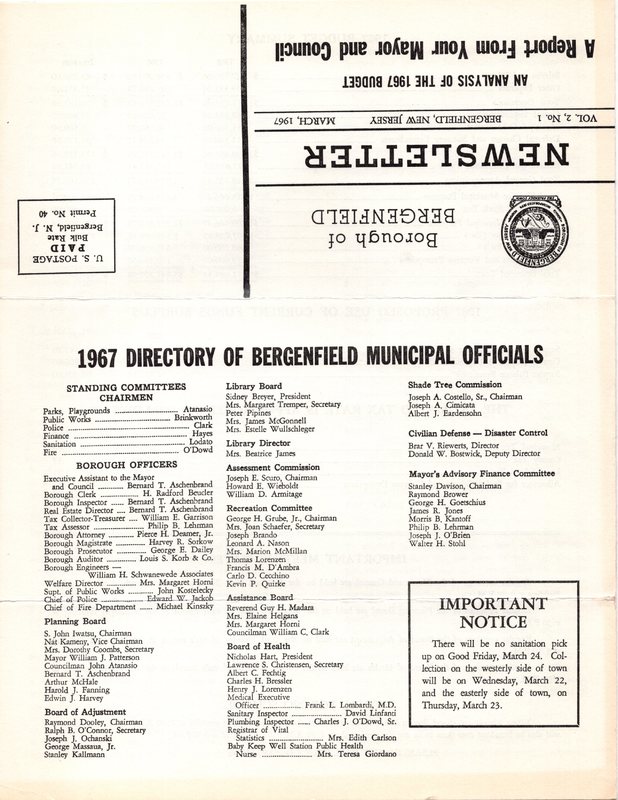 A Report From Your Mayor and Council
AN ANALYSIS OF THE 1967 BUDGET
VOL. 2, No. 1 BERGENFIELD, NEW JERSEY MARCH, 1967
NEWSLETTER
Borough of
BERGENFIELD
U. S. POSTAGE
PAID
Bulk Rate
Bergenfield, N. J.
Permit No. 40
1967 DIRECTORY OF BERGENFIELD MUNICIPAL OFFICIALS
STANDING COMMITTEES
CHAIRMEN
Parks, Playgrounds ........................ Atanasio
Public Works ........................ Brinkworth
Police ........................ Clark
Finance ........................ Hayes
Sanitation ........................ Lodato
Fire ........................ O'Dowd
BOROUGH OFFICERS
Executive Assistant to the Mayor
and Council ............ Bernard T. Aschenbrand
Borough Clerk ............ H. Radford Beucler
Borough Inspector ...... Bernard T. Aschenbrand
Real Estate Director .... Bernard T. Aschenbrand
Tax Collector-Treasurer .... William E. Garrison
Tax Assessor .................... Philip B. Lehrman
Borough Attorney ........ Pierce H. Deamer, Jr.
Borough Magistrate .......... Harvey R. Sorkow
Borough Prosecutor .......... George E. Dailey
Borough Auditor .......... Louis S. Korb & Co.
Borough Engineers —
William H. Schwanewede Associates
Welfare Director .......... Mrs. Margaret Horni
Supt. of Public Works .......... John Kostelecky
Chief of Police .................. Edward W. Jackob
Chief of Fire Department ...... Michael Kinszky
Planning Board
S. John Iwatsu, Chairman
Nat Kameny, Vice Chairman
Mrs. Dorothy Coombs, Secretary
Mayor William J. Patterson
Councilman John Atanasio
Bernard T. Aschenbrand
Arthur McHale
Harold J. Fanning
Edwin J. Harvey
Board of Adjustment
Raymond Dooley, Chairman
Ralph B. O'Connor, Secretary
Joseph J. Ochanski
George Massaua, Jr.
Stanley Kallmann
Library Board
Sidney Breyer, President
Mrs. Margaret Tremper, Secretary
Peter Pipines
Mrs. James McGonnell
Mrs. Estelle Wullschleger
Library Director
Mrs. Beatrice James
Assessment Commission
Joseph E. Scuro, Chairman
Howard E. Wieboldt
William D. Armitage
Recreation Committee
George H. Grube, Jr., Chairman
Mrs. Joan Schaefer, Secretary
Joseph Brando
Leonard A. Nason
Mrs. Marion McMillan
Thomas Lorenzen
Francis M. D'Ambra
Carlo D. Cecchino
Kevin P. Quirke
Assistance Board
Reverend Guy H. Madara
Mrs. Elaine Helgans
Mrs. Margaret Horni
Councilman William C, Clark
Board of Health
Nicholas Hart, President
Lawrence S. Christensen, Secretary
Albert C. Fechtig
Charles H. Bressler
Henry J. Lorenzen
Medical Executive
Officer .................. Frank L. Lombardi, M.D.
Sanitary Inspector .................. David Linfanci
Plumbing Inspector ...... Charles J. O'Dowd, Sr.
Registrar of Vital
Statistics .................. Mrs. Edith Carlson
Baby Keep Well Station Public Health
Nurse .................. Mrs. Teresa Giordano
Shade Tree Commission
Joseph A. Costello, Sr., Chairman
Joseph A. Cimicata
Albert J. Eardensohn
Civilian Defense — Disaster Control
Brar V. Riewerts, Director
Donald W. Bostwick, Deputy Director
Mayor's Advisory Finance Committee
Stanley Davison, Chairman
Raymond Brower
George H. Goeschius
James R. Jones
Morris B, Kantoff
Philip B. Lehrman
Joseph J. O'Brien
Walter H. Stohl
IMPORTANT
NOTICE
There will be no sanitation pick
up on Good Friday, March 24. Col-
lection on the westerly side of town
will be on Wednesday, March 22,
and the easterly side of town, on
Thursday, March 23.